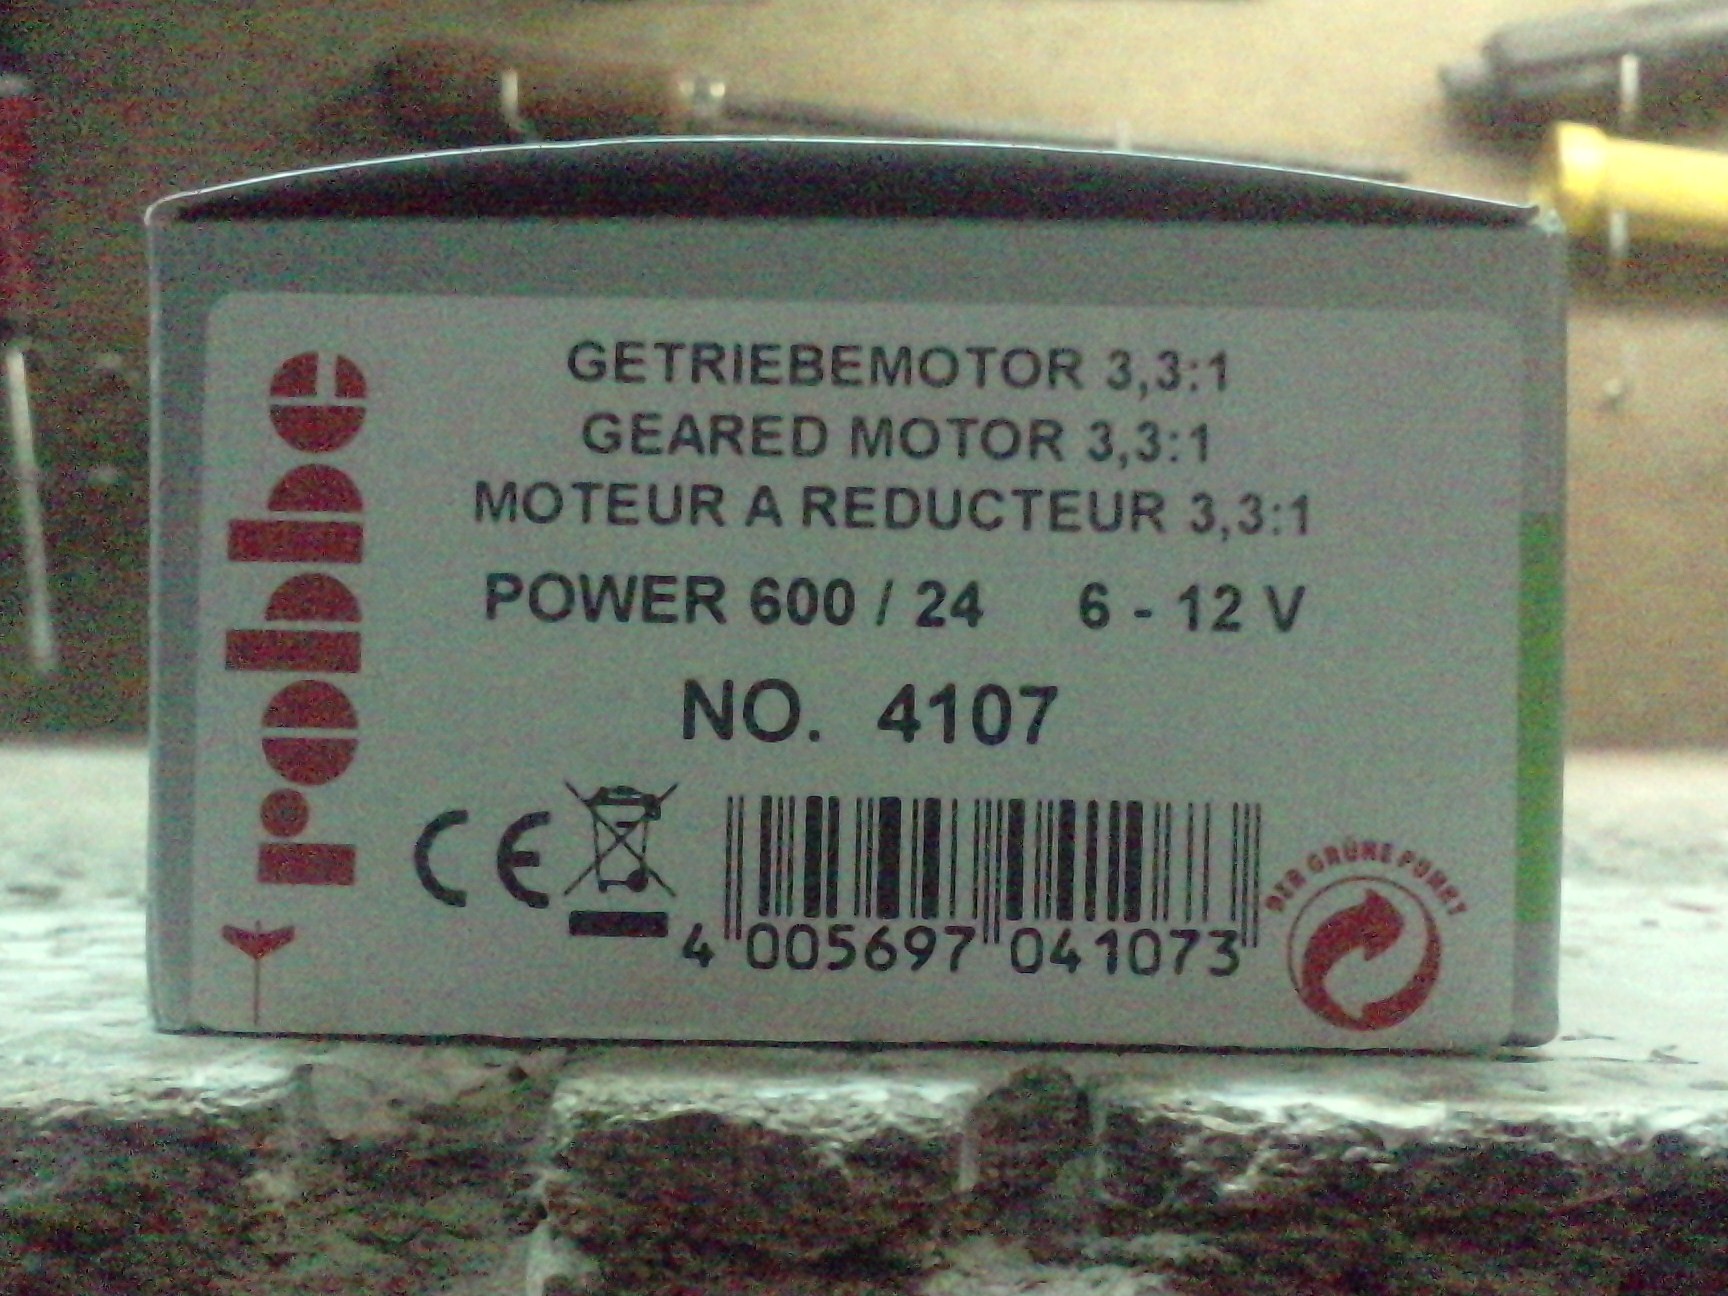 robbe
GETRIEBEMOTOR 3,3:1
GEARED MOTOR 3,3:1
MOTEUR A REDUCTEUR 3,3:1
POWER 600 / 24 6 - 12 V
NO. 4107
CE
4 005697 041073
DER GRÜNE PUNKT